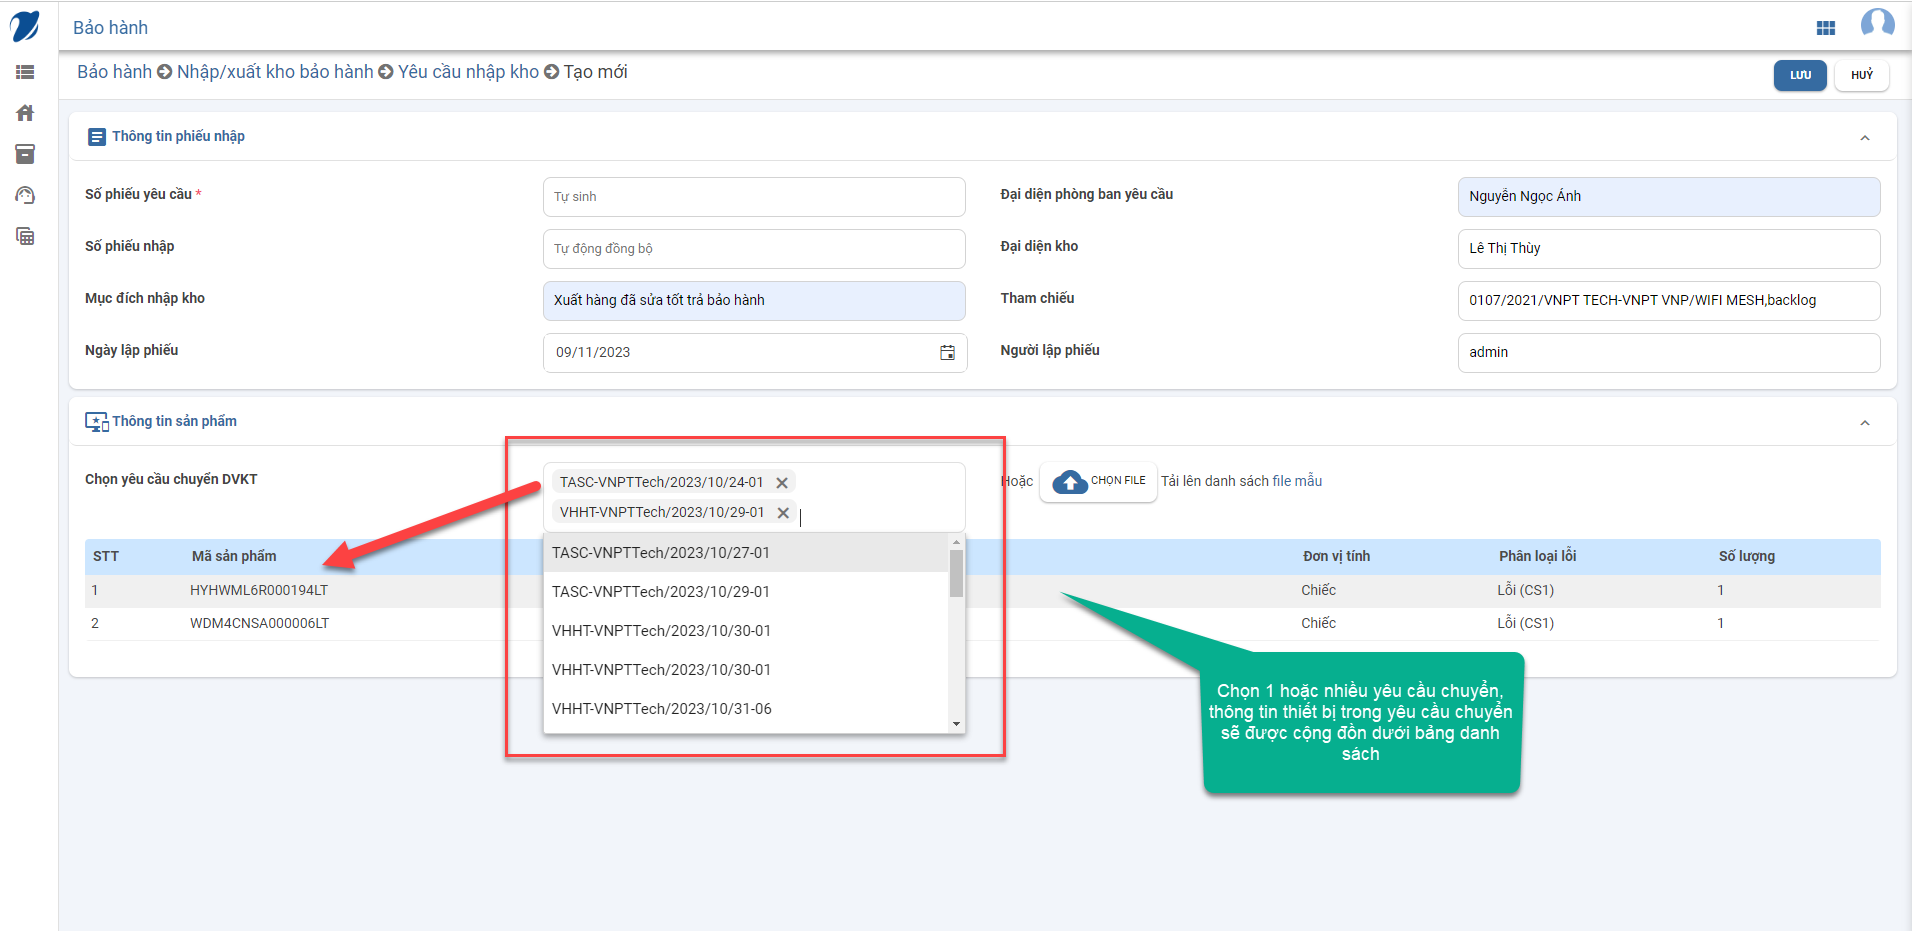 Bảo hành
Bảo hành Nhập/xuất kho bảo hành Yêu cầu nhập kho Tạo mới
LƯU HUỶ
Thông tin phiếu nhập
Số phiếu yêu cầu * Tự sinh Đại diện phòng ban yêu cầu Nguyễn Ngọc Ánh
Số phiếu nhập Tự động đồng bộ Đại diện kho Lê Thị Thùy
Mục đích nhập kho Xuất hàng đã sửa tốt trả bảo hành Tham chiếu 0107/2021/VNPT TECH-VNPT VNP/WIFI MESH,backlog
Ngày lập phiếu 09/11/2023 Người lập phiếu admin
Thông tin sản phẩm
Chọn yêu cầu chuyển DVKT
TASC-VNPTTech/2023/10/24-01
VHHT-VNPTTech/2023/10/29-01
Hoặc CHỌN FILE Tải lên danh sách file mẫu
TASC-VNPTTech/2023/10/27-01
TASC-VNPTTech/2023/10/29-01
VHHT-VNPTTech/2023/10/30-01
VHHT-VNPTTech/2023/10/30-01
VHHT-VNPTTech/2023/10/31-06
STT Mã sản phẩm Đơn vị tính Phân loại lỗi Số lượng
1 HYHWML6R000194LT Chiếc Lỗi (CS1) 1
2 WDM4CNSA000006LT Chiếc Lỗi (CS1) 1
Chọn 1 hoặc nhiều yêu cầu chuyển,
thông tin thiết bị trong yêu cầu chuyển
sẽ được cộng đồn dưới bảng danh
sách